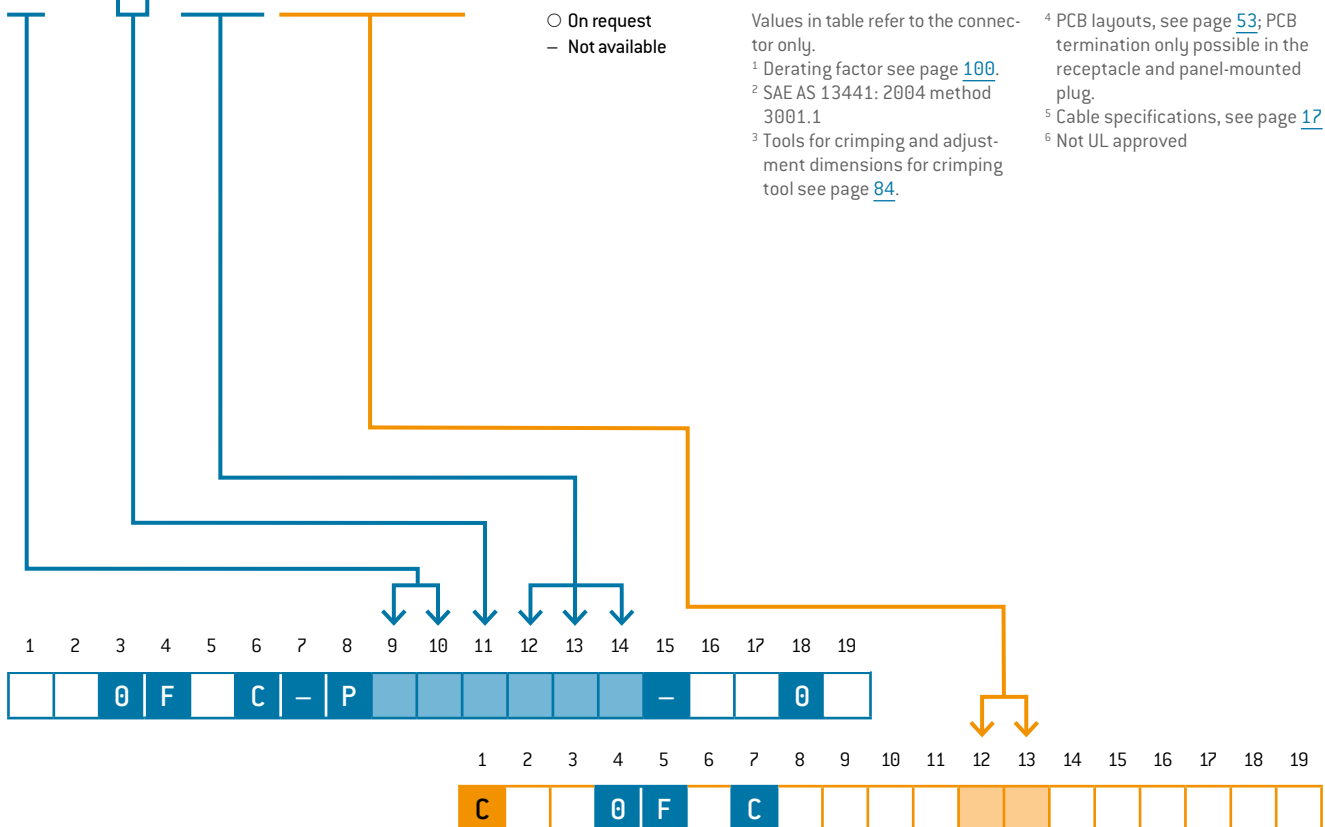 ○ On request
– Not available
Values in table refer to the connec-
tor only.
¹ Derating factor see page 100.
² SAE AS 13441: 2004 method
3001.1
³ Tools for crimping and adjust-
ment dimensions for crimping
tool see page 84.
⁴ PCB layouts, see page 53; PCB
termination only possible in the
receptacle and panel-mounted
plug.
⁵ Cable specifications, see page 17
⁶ Not UL approved
1 2 3 4 5 6 7 8 9 10 11 12 13 14 15 16 17 18 19
0 F C – P – 0
1 2 3 4 5 6 7 8 9 10 11 12 13 14 15 16 17 18 19
C 0 F C